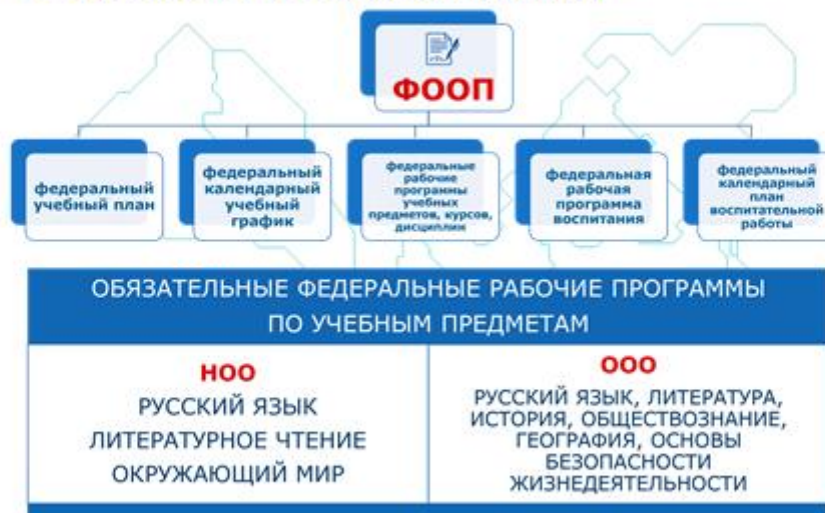 ФООП
федеральный
учебный план
федеральный
календарный
учебный
график
федеральные
рабочие
программы
учебных
предметов, курсов,
дисциплин
федеральная
рабочая
программа
воспитания
федеральный
календарный
план
воспитательной
работы
ОБЯЗАТЕЛЬНЫЕ ФЕДЕРАЛЬНЫЕ РАБОЧИЕ ПРОГРАММЫ
ПО УЧЕБНЫМ ПРЕДМЕТАМ
НОО
РУССКИЙ ЯЗЫК
ЛИТЕРАТУРНОЕ ЧТЕНИЕ
ОКРУЖАЮЩИЙ МИР
ООО
РУССКИЙ ЯЗЫК, ЛИТЕРАТУРА,
ИСТОРИЯ, ОБЩЕСТВОЗНАНИЕ,
ГЕОГРАФИЯ, ОСНОВЫ
БЕЗОПАСНОСТИ
ЖИЗНЕДЕЯТЕЛЬНОСТИ